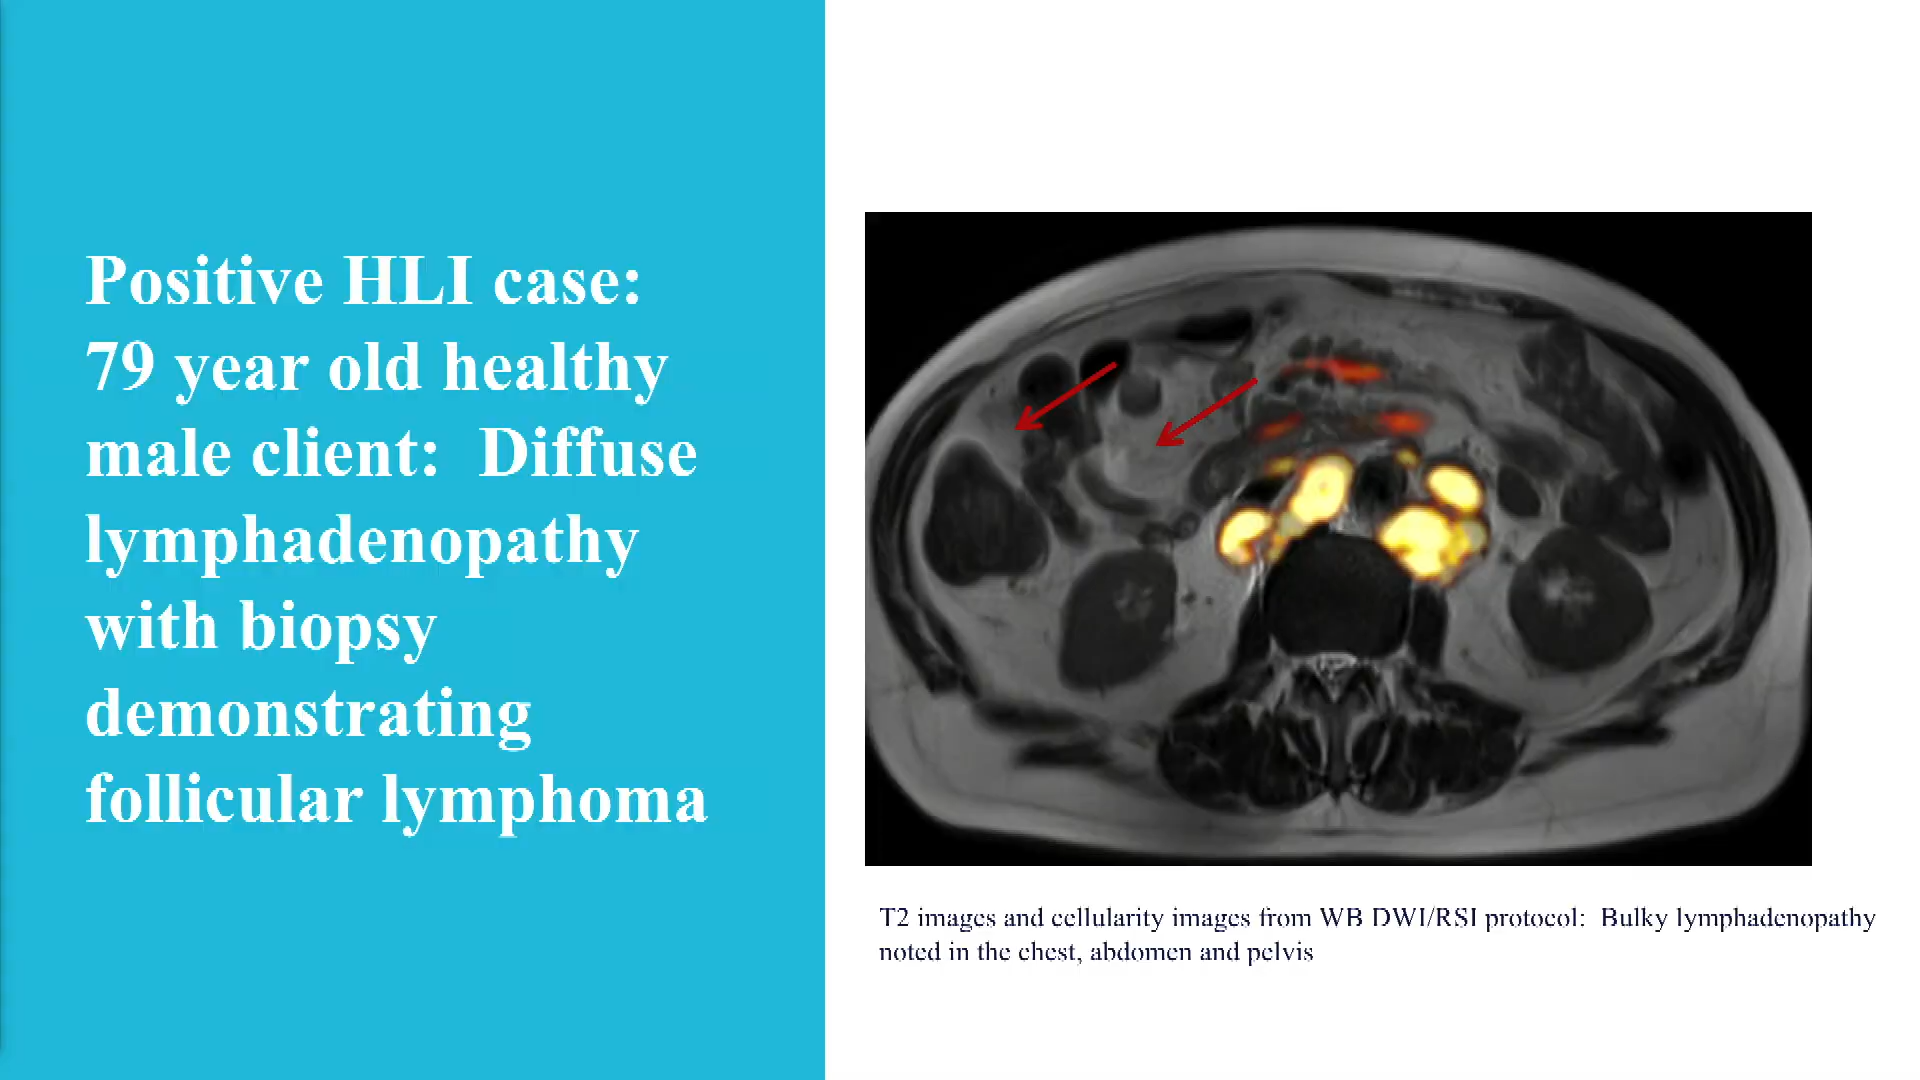 Positive HLI case:
79 year old healthy
male client:  Diffuse
lymphadenopathy
with biopsy
demonstrating
follicular lymphoma
T2 images and cellularity images from WB DWI/RSI protocol:  Bulky lymphadenopathy
noted in the chest, abdomen and pelvis